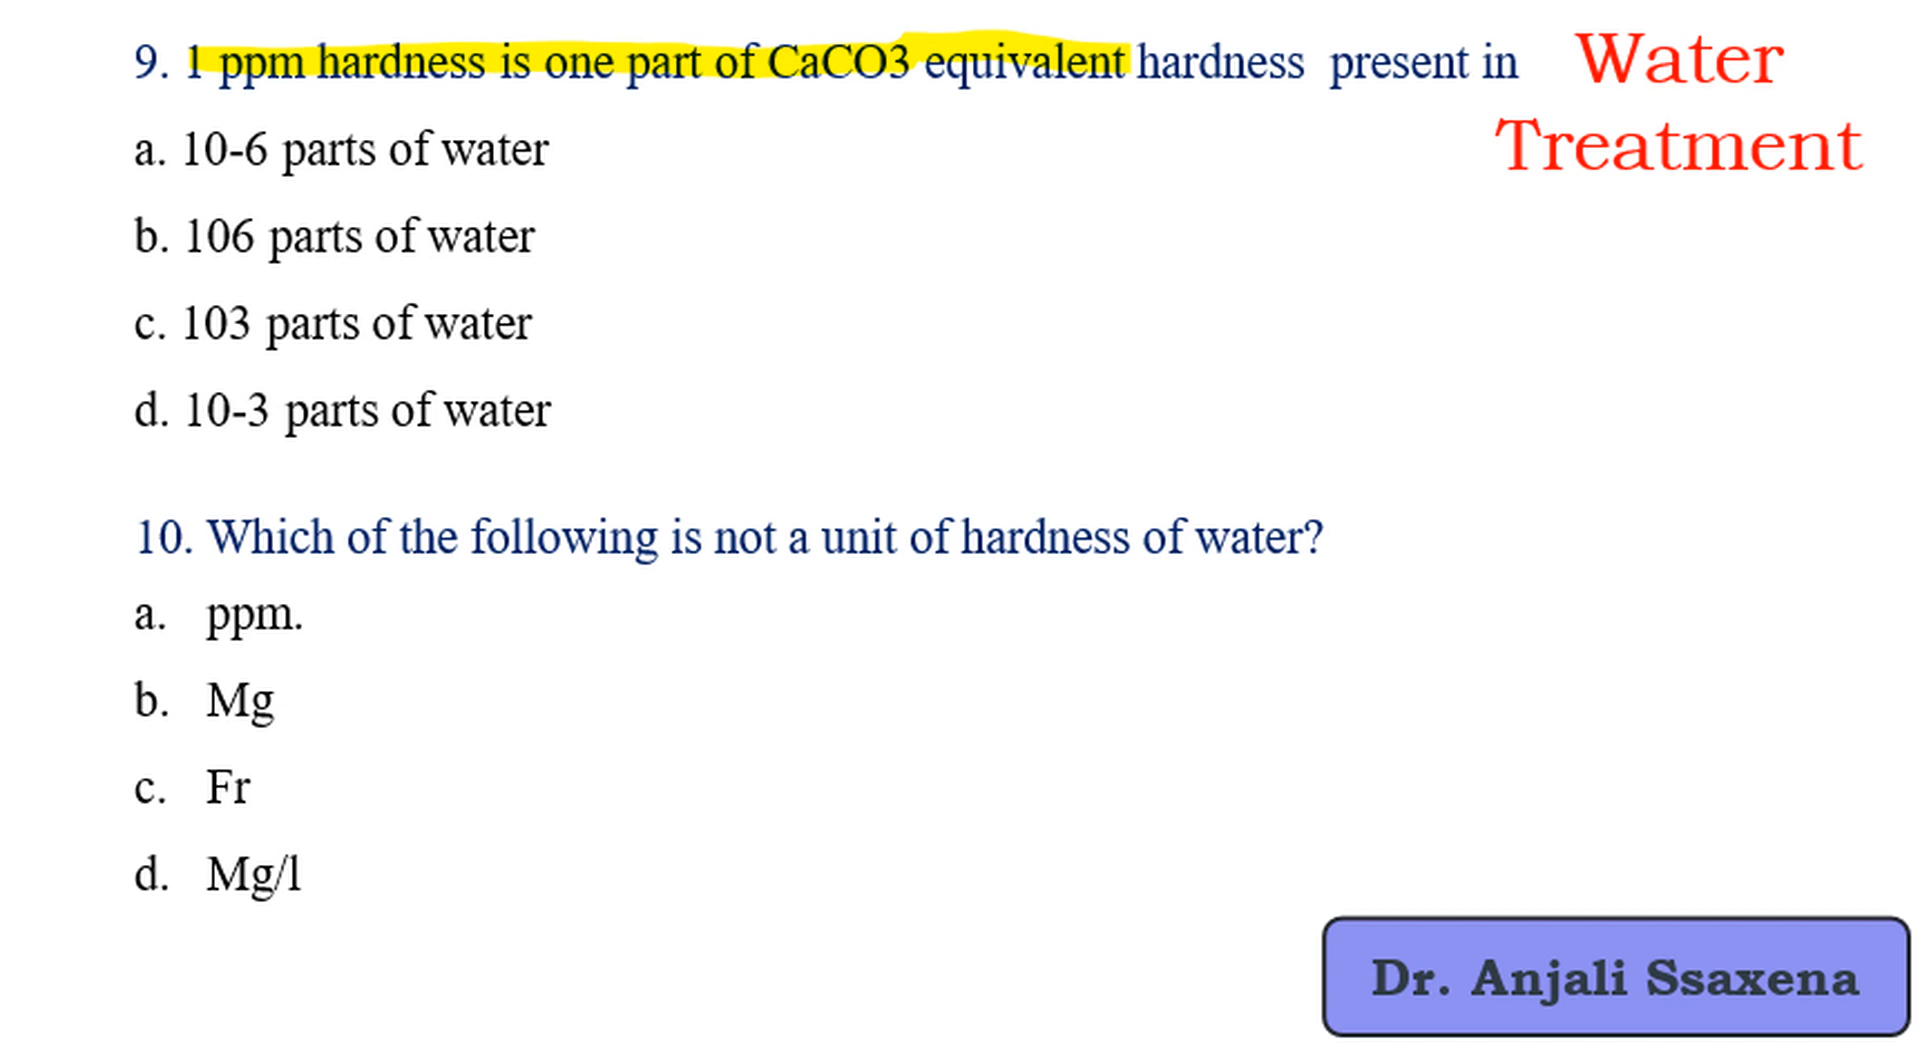 9. 1 ppm hardness is one part of CaCO3 equivalent hardness present in
Water
Treatment
a. 10-6 parts of water
b. 106 parts of water
c. 103 parts of water
d. 10-3 parts of water
10. Which of the following is not a unit of hardness of water?
a. ppm.
b. Mg
c. Fr
d. Mg/l
Dr. Anjali Ssaxena